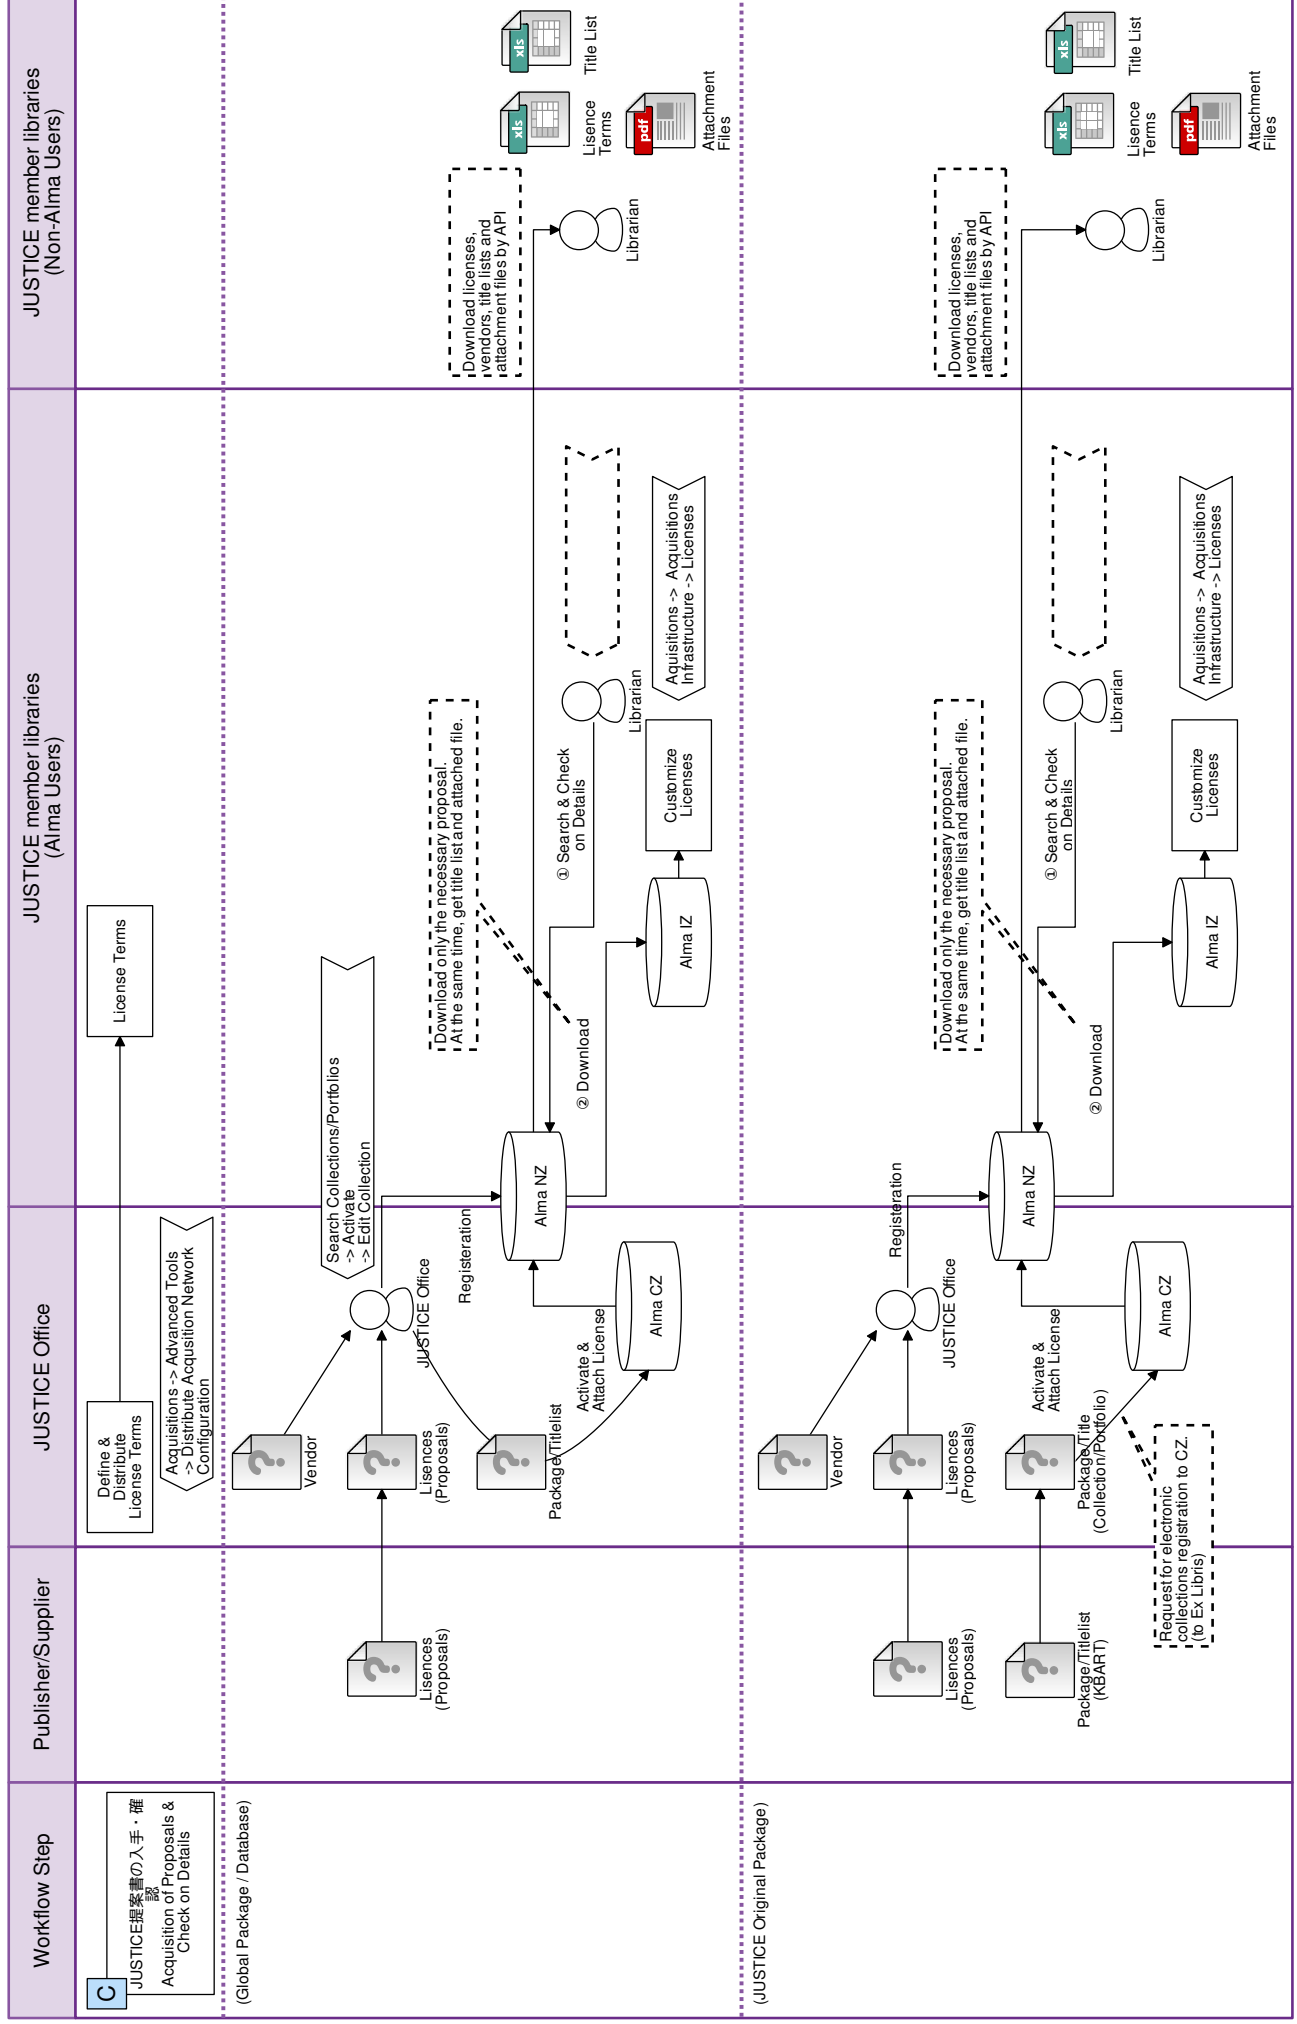 Workflow Step
Publisher/Supplier
JUSTICE Office
JUSTICE member libraries
(Alma Users)
JUSTICE member libraries
(Non-Alma Users)
C
JUSTICE提案書の入手・確
認
Acquisition of Proposals &
Check on Details
Define &
Distribute
License Terms
License Terms
Acquisitions -> Advanced Tools
-> Distribute Acqusition Network
Configuration
(Global Package / Database)
Lisences
(Proposals)
Vendor
Lisences
(Proposals)
Package/Titlelist
JUSTICE Office
Search Collections/Portfolios
-> Activate
-> Edit Collection
Registeration
Activate &
Attach License
Alma CZ
Alma NZ
Download only the necessary proposal.
At the same time, get title list and attached file.
① Search & Check
on Details
② Download
Librarian
Alma IZ
Customize
Licenses
Aquisitions -> Acquisitions
Infrastructure -> Licenses
Download licenses,
vendors, title lists and
attachment files by API
Librarian
xls
Lisence
Terms
xls
Title List
pdf
Attachment
Files
(JUSTICE Original Package)
Lisences
(Proposals)
Package/Titlelist
(KBART)
Vendor
Lisences
(Proposals)
Package/Title
(Collection/Portfolio)
Request for electronic
collections registration to CZ.
(to Ex Libris)
JUSTICE Office
Registeration
Activate &
Attach License
Alma CZ
Alma NZ
Download only the necessary proposal.
At the same time, get title list and attached file.
① Search & Check
on Details
② Download
Librarian
Alma IZ
Customize
Licenses
Aquisitions -> Acquisitions
Infrastructure -> Licenses
Download licenses,
vendors, title lists and
attachment files by API
Librarian
xls
Lisence
Terms
xls
Title List
pdf
Attachment
Files